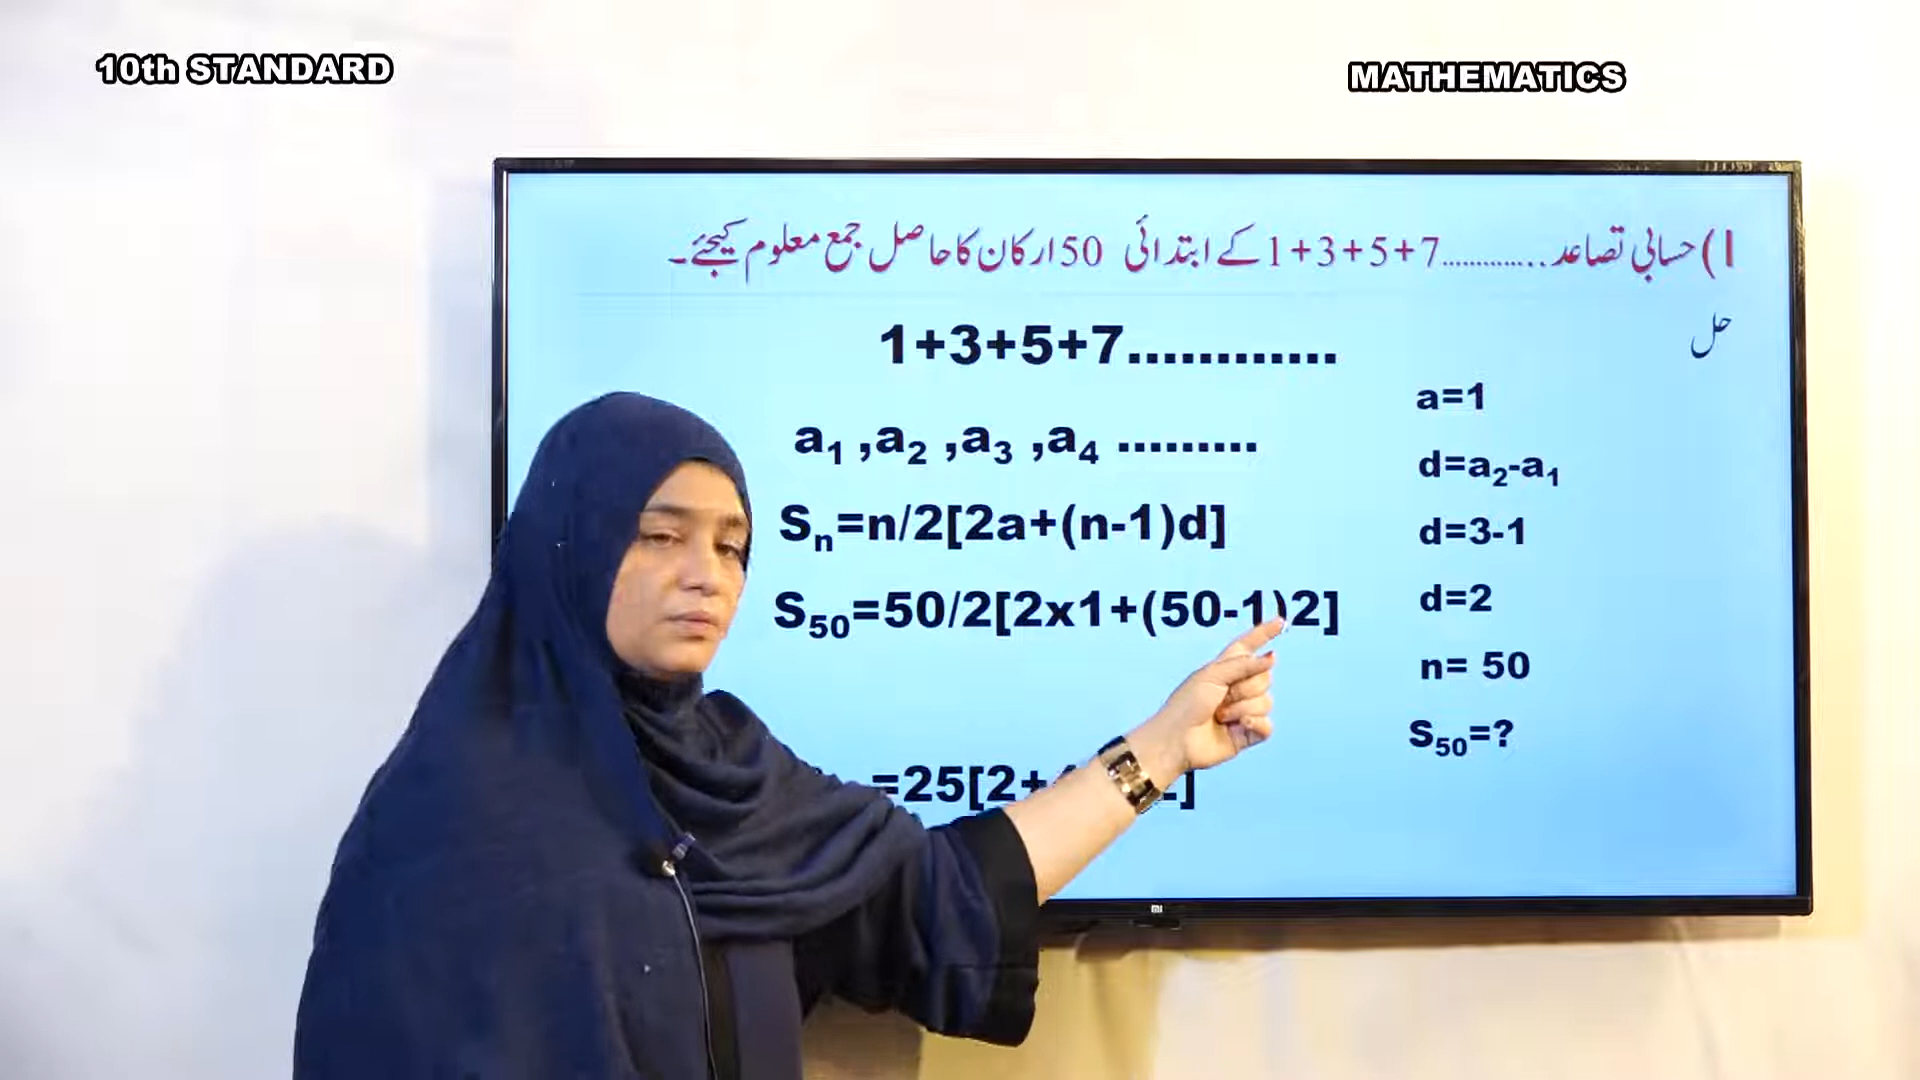 10th STANDARD
MATHEMATICS
1) حسابی تصاعد ..............1+3+5+7 کے ابتدائی 50 ارکان کا حاصل جمع معلوم کیجئے۔
حل
1+3+5+7............
a₁ ,a₂ ,a₃ ,a₄ .........
Sₙ=n/2[2a+(n-1)d]
S₅₀=50/2[2x1+(50-1)2]
=25[2+
]
a=1
d=a₂-a₁
d=3-1
d=2
n= 50
S₅₀=?
mi